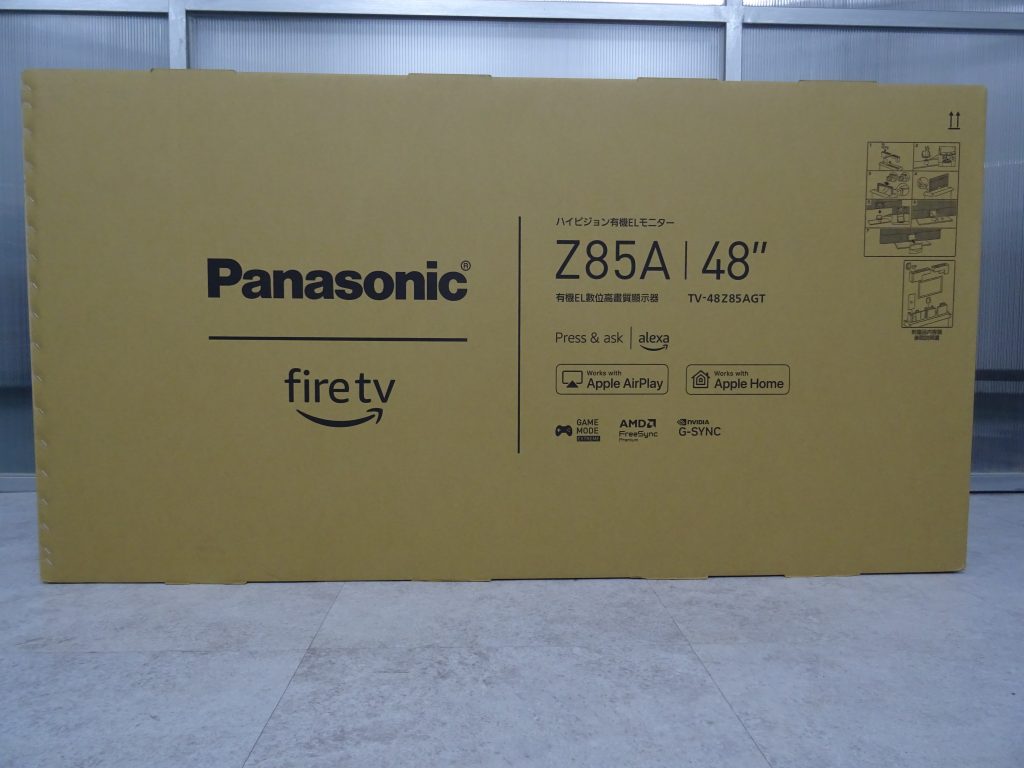 Panasonic®
firetv
ハイビジョン有機ELモニター
Z85A | 48"
有機EL數位高畫質顯示器 TV-48Z85AGT
Press & ask | alexa
Works with
Apple AirPlay
Works with
Apple Home
GAME
MODE
EXTREME
AMD
FreeSync
Premium
NVIDIA
G-SYNC